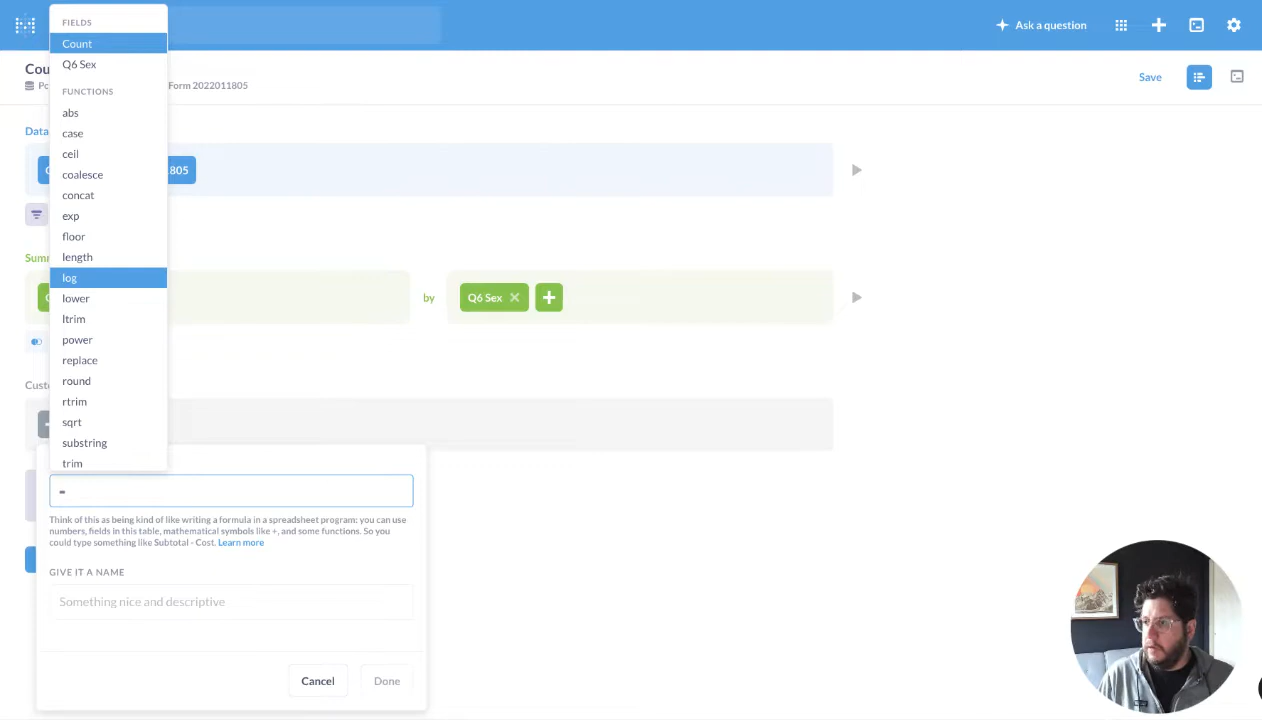 FIELDS
Count
Q6 Sex
FUNCTIONS
abs
case
ceil
coalesce
concat
exp
floor
length
log
lower
ltrim
power
replace
round
rtrim
sqrt
substring
trim
Ask a question
Cou
Form 2022011805
Save
Data
805
Sum
by
Q6 Sex
Custo
=
Think of this as being kind of like writing a formula in a spreadsheet program: you can use
numbers, fields in this table, mathematical symbols like +, and some functions. So you
could type something like Subtotal - Cost. Learn more
GIVE IT A NAME
Something nice and descriptive
Cancel
Done